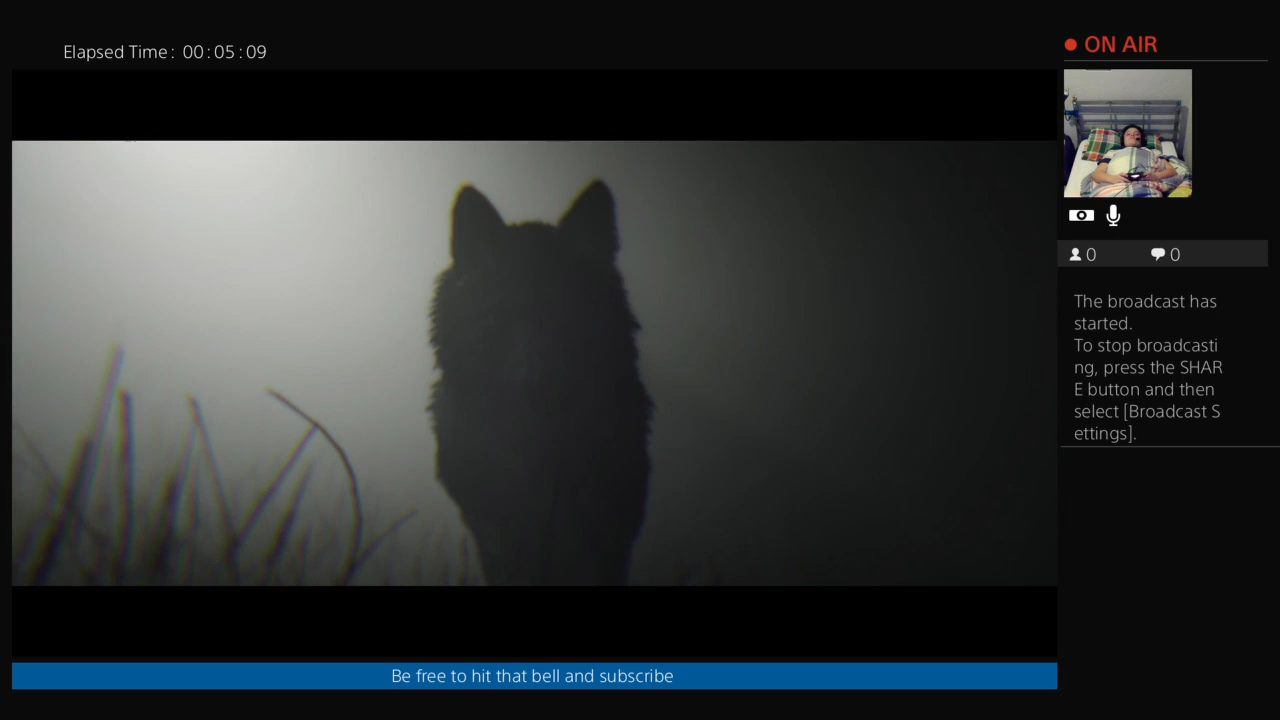 Elapsed Time: 00:05:09
ON AIR
0 0
The broadcast has
started.
To stop broadcasti
ng, press the SHAR
E button and then
select [Broadcast S
ettings].
Be free to hit that bell and subscribe